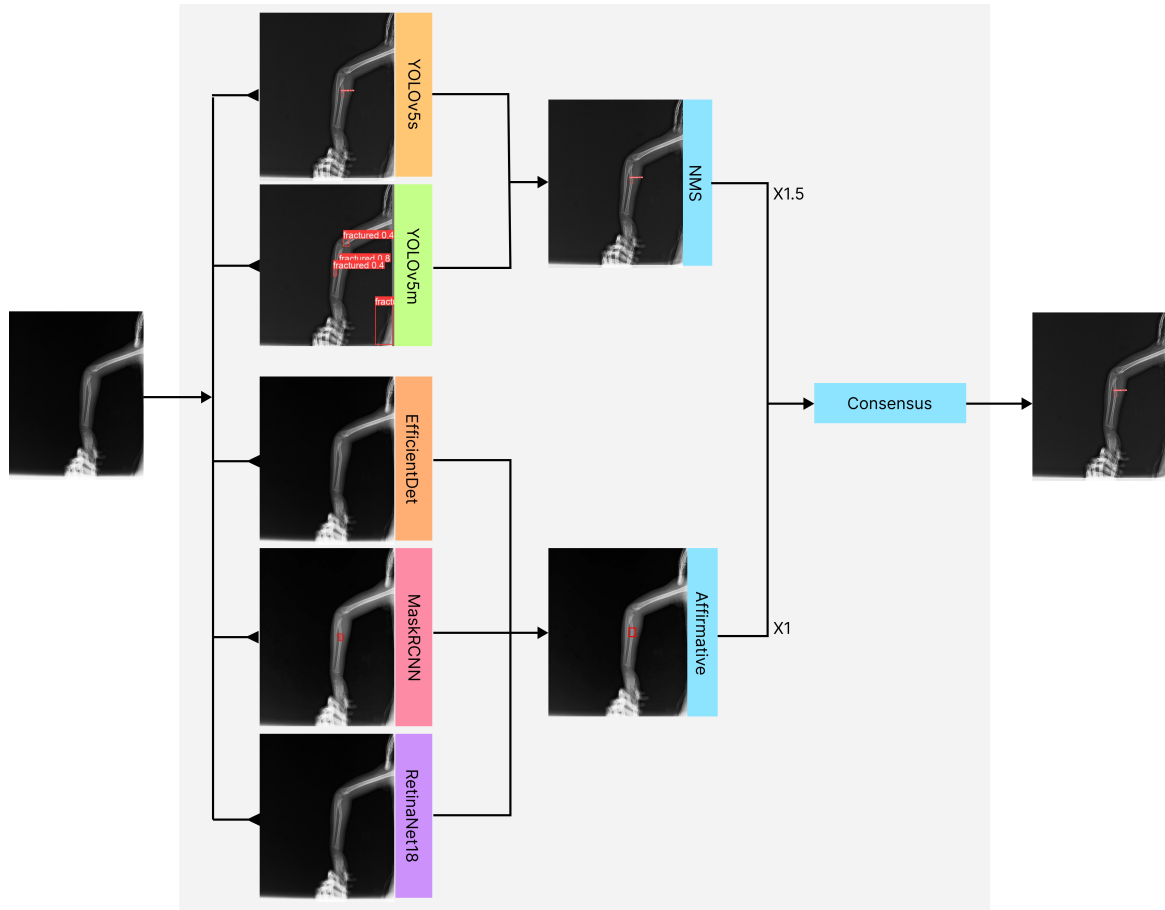 YOLOv5s
fractured 0.4
fractured 0.8
fractured 0.4
fract
YOLOv5m
NMS
X1.5
EfficientDet
Consensus
MaskRCNN
Affirmative
X1
RetinaNet18